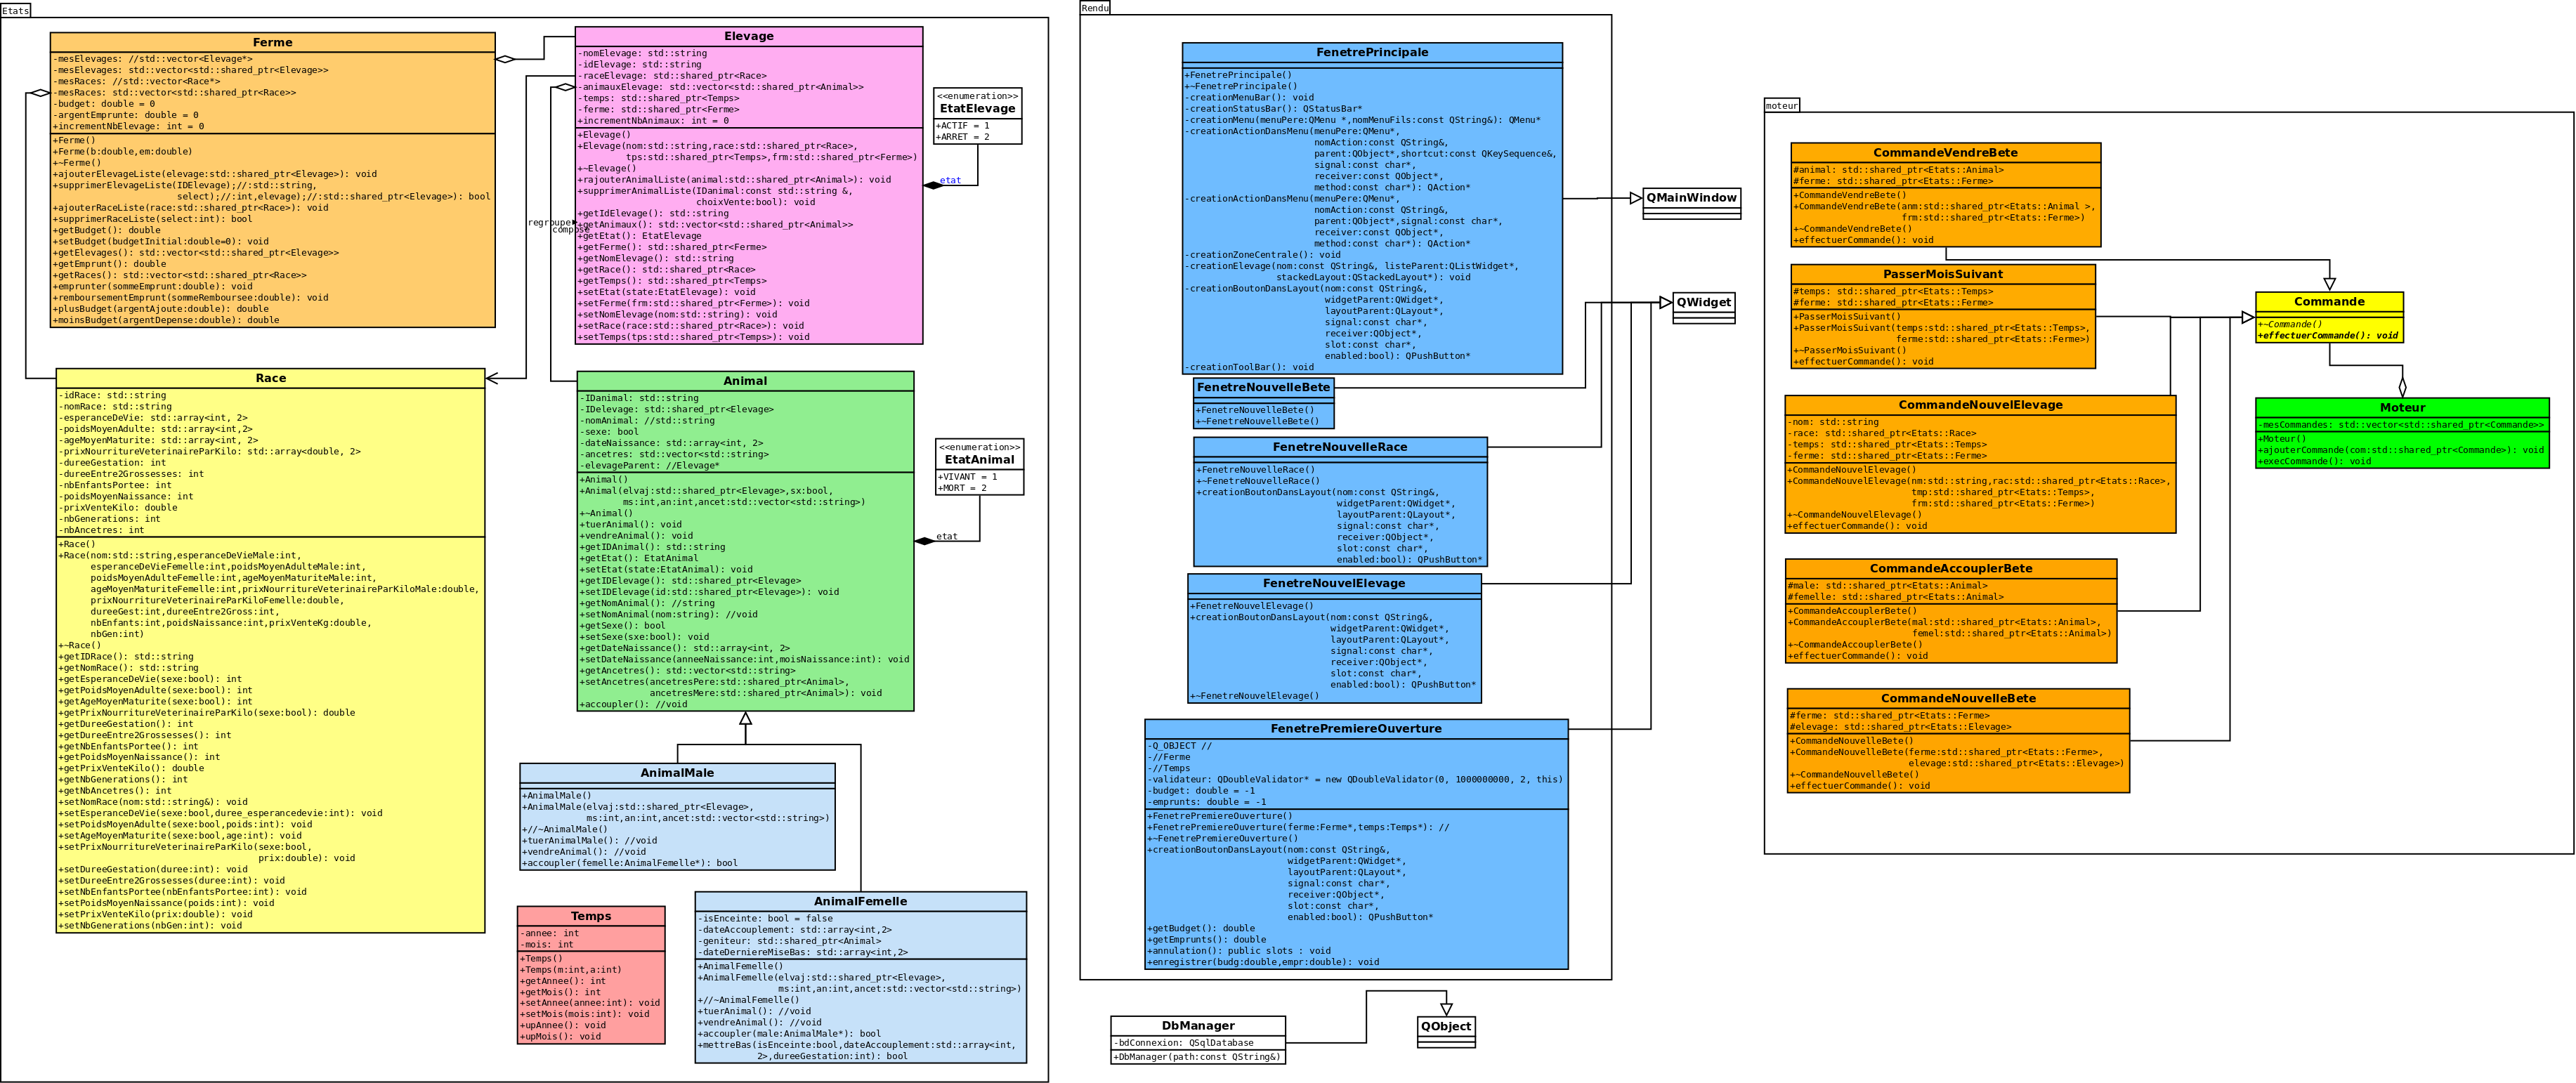 Etats
Ferme
-mesElevages: //std::vector<Elevage*>
-mesElevages: std::vector<std::shared_ptr<Elevage>>
-mesRaces: //std::vector<Race*>
-mesRaces: std::vector<std::shared_ptr<Race>>
-budget: double = 0
-argentEmprunte: double = 0
+incrementNbElevage: int = 0
+Ferme()
+Ferme(b:double,em:double)
+~Ferme()
+ajouterElevageListe(elevage:std::shared_ptr<Elevage>): void
+supprimerElevageListe(IDElevage);//:std::string,
select);//:int,elevage);//:std::shared_ptr<Elevage>): bool
+ajouterRaceListe(race:std::shared_ptr<Race>): void
+supprimerRaceListe(select:int): bool
+getBudget(): double
+setBudget(budgetInitial:double=0): void
+getElevages(): std::vector<std::shared_ptr<Elevage>>
+getEmprunt(): double
+getRaces(): std::vector<std::shared_ptr<Race>>
+emprunter(sommeEmprunt:double): void
+remboursementEmprunt(sommeRemboursee:double): void
+plusBudget(argentAjoute:double): double
+moinsBudget(argentDepense:double): double
Elevage
-nomElevage: std::string
-idElevage: std::string
-raceElevage: std::shared_ptr<Race>
-animauxElevage: std::vector<std::shared_ptr<Animal>>
-temps: std::shared_ptr<Temps>
-ferme: std::shared_ptr<Ferme>
+incrementNbAnimaux: int = 0
+Elevage()
+Elevage(nom:std::string,race:std::shared_ptr<Race>,
tps:std::shared_ptr<Temps>,frm:std::shared_ptr<Ferme>)
+~Elevage()
+rajouterAnimalListe(animal:std::shared_ptr<Animal>): void
+supprimerAnimalListe(IDanimal:const std::string &,
choixVente:bool): void
+getIdElevage(): std::string
+getAnimaux(): std::vector<std::shared_ptr<Animal>>
+getEtat(): EtatElevage
+getFerme(): std::shared_ptr<Ferme>
+getNomElevage(): std::string
+getRace(): std::shared_ptr<Race>
+getTemps(): std::shared_ptr<Temps>
+setEtat(state:EtatElevage): void
+setFerme(frm:std::shared_ptr<Ferme>): void
+setNomElevage(nom:std::string): void
+setRace(race:std::shared_ptr<Race>): void
+setTemps(tps:std::shared_ptr<Temps>): void
regroupe
compose
<<enumeration>>
EtatElevage
+ACTIF = 1
+ARRET = 2
etat
Race
-idRace: std::string
-nomRace: std::string
-esperanceDeVie: std::array<int, 2>
-poidsMoyenAdulte: std::array<int,2>
-ageMoyenMaturite: std::array<int, 2>
-prixNourritureVeterinaireParKilo: std::array<double, 2>
-dureeGestation: int
-dureeEntre2Grossesses: int
-nbEnfantsPortee: int
-poidsMoyenNaissance: int
-prixVenteKilo: double
-nbGenerations: int
-nbAncetres: int
+Race()
+Race(nom:std::string,esperanceDeVieMale:int,
esperanceDeVieFemelle:int,poidsMoyenAdulteMale:int,
poidsMoyenAdulteFemelle:int,ageMoyenMaturiteMale:int,
ageMoyenMaturiteFemelle:int,prixNourritureVeterinaireParKiloMale:double,
prixNourritureVeterinaireParKiloFemelle:double,
dureeGest:int,dureeEntre2Gross:int,
nbEnfants:int,poidsNaissance:int,prixVenteKg:double,
nbGen:int)
+~Race()
+getIDRace(): std::string
+getNomRace(): std::string
+getEsperanceDeVie(sexe:bool): int
+getPoidsMoyenAdulte(sexe:bool): int
+getAgeMoyenMaturite(sexe:bool): int
+getPrixNourritureVeterinaireParKilo(sexe:bool): double
+getDureeGestation(): int
+getDureeEntre2Grossesses(): int
+getNbEnfantsPortee(): int
+getPoidsMoyenNaissance(): int
+getPrixVenteKilo(): double
+getNbGenerations(): int
+getNbAncetres(): int
+setNomRace(nom:std::string&): void
+setEsperanceDeVie(sexe:bool,duree_esperancedevie:int): void
+setPoidsMoyenAdulte(sexe:bool,poids:int): void
+setAgeMoyenMaturite(sexe:bool,age:int): void
+setPrixNourritureVeterinaireParKilo(sexe:bool,
prix:double): void
+setDureeGestation(duree:int): void
+setDureeEntre2Grossesses(duree:int): void
+setNbEnfantsPortee(nbEnfantsPortee:int): void
+setPoidsMoyenNaissance(poids:int): void
+setPrixVenteKilo(prix:double): void
+setNbGenerations(nbGen:int): void
Animal
-IDanimal: std::string
-IDelevage: std::shared_ptr<Elevage>
-nomAnimal: //std::string
-sexe: bool
-dateNaissance: std::array<int, 2>
-ancetres: std::vector<std::string>
-elevageParent: //Elevage*
+Animal()
+Animal(elvaj:std::shared_ptr<Elevage>,sx:bool,
ms:int,an:int,ancet:std::vector<std::string>)
+~Animal()
+tuerAnimal(): void
+vendreAnimal(): void
+getIDAnimal(): std::string
+getEtat(): EtatAnimal
+setEtat(state:EtatAnimal): void
+getIDElevage(): std::shared_ptr<Elevage>
+setIDElevage(id:std::shared_ptr<Elevage>): void
+getNomAnimal(): //string
+setNomAnimal(nom:string): //void
+getSexe(): bool
+setSexe(sxe:bool): void
+getDateNaissance(): std::array<int, 2>
+setDateNaissance(anneeNaissance:int,moisNaissance:int): void
+getAncetres(): std::vector<std::string>
+setAncetres(ancetresPere:std::shared_ptr<Animal>,
ancetresMere:std::shared_ptr<Animal>): void
+accoupler(): //void
<<enumeration>>
EtatAnimal
+VIVANT = 1
+MORT = 2
etat
AnimalMale
+AnimalMale()
+AnimalMale(elvaj:std::shared_ptr<Elevage>,
ms:int,an:int,ancet:std::vector<std::string>)
+//~AnimalMale()
+tuerAnimalMale(): //void
+vendreAnimal(): //void
+accoupler(femelle:AnimalFemelle*): bool
Temps
-annee: int
-mois: int
+Temps()
+Temps(m:int,a:int)
+getAnnee(): int
+getMois(): int
+setAnnee(annee:int): void
+setMois(mois:int): void
+upAnnee(): void
+upMois(): void
AnimalFemelle
-isEnceinte: bool = false
-dateAccouplement: std::array<int,2>
-geniteur: std::shared_ptr<Animal>
-dateDerniereMiseBas: std::array<int,2>
+AnimalFemelle()
+AnimalFemelle(elvaj:std::shared_ptr<Elevage>,
ms:int,an:int,ancet:std::vector<std::string>)
+//~AnimalFemelle()
+tuerAnimal(): //void
+vendreAnimal(): //void
+accoupler(male:AnimalMale*): bool
+mettreBas(isEnceinte:bool,dateAccouplement:std::array<int,
2>,dureeGestation:int): bool
Rendu
FenetrePrincipale
+FenetrePrincipale()
+~FenetrePrincipale()
-creationMenuBar(): void
-creationStatusBar(): QStatusBar*
-creationMenu(menuPere:QMenu *,nomMenuFils:const QString&): QMenu*
-creationActionDansMenu(menuPere:QMenu*,
nomAction:const QString&,
parent:QObject*,shortcut:const QKeySequence&,
signal:const char*,
receiver:const QObject*,
method:const char*): QAction*
-creationActionDansMenu(menuPere:QMenu*,
nomAction:const QString&,
parent:QObject*,signal:const char*,
receiver:const QObject*,
method:const char*): QAction*
-creationZoneCentrale(): void
-creationElevage(nom:const QString&, listeParent:QListWidget*,
stackedLayout:QStackedLayout*): void
-creationBoutonDansLayout(nom:const QString&,
widgetParent:QWidget*,
layoutParent:QLayout*,
signal:const char*,
receiver:QObject*,
slot:const char*,
enabled:bool): QPushButton*
-creationToolBar(): void
FenetreNouvelleBete
+FenetreNouvelleBete()
+~FenetreNouvelleBete()
FenetreNouvelleRace
+FenetreNouvelleRace()
+~FenetreNouvelleRace()
+creationBoutonDansLayout(nom:const QString&,
widgetParent:QWidget*,
layoutParent:QLayout*,
signal:const char*,
receiver:QObject*,
slot:const char*,
enabled:bool): QPushButton*
FenetreNouvelElevage
+FenetreNouvelElevage()
+creationBoutonDansLayout(nom:const QString&,
widgetParent:QWidget*,
layoutParent:QLayout*,
signal:const char*,
receiver:QObject*,
slot:const char*,
enabled:bool): QPushButton*
+~FenetreNouvelElevage()
FenetrePremiereOuverture
-Q_OBJECT //
-//Ferme
-//Temps
-validateur: QDoubleValidator* = new QDoubleValidator(0, 1000000000, 2, this)
-budget: double = -1
-emprunts: double = -1
+FenetrePremiereOuverture()
+FenetrePremiereOuverture(ferme:Ferme*,temps:Temps*): //
+~FenetrePremiereOuverture()
+creationBoutonDansLayout(nom:const QString&,
widgetParent:QWidget*,
layoutParent:QLayout*,
signal:const char*,
receiver:QObject*,
slot:const char*,
enabled:bool): QPushButton*
+getBudget(): double
+getEmprunts(): double
+annulation(): public slots : void
+enregistrer(budg:double,empr:double): void
QMainWindow
QWidget
DbManager
-bdConnexion: QSqlDatabase
+DbManager(path:const QString&)
QObject
moteur
CommandeVendreBete
#animal: std::shared_ptr<Etats::Animal>
#ferme: std::shared_ptr<Etats::Ferme>
+CommandeVendreBete()
+CommandeVendreBete(anm:std::shared_ptr<Etats::Animal >,
frm:std::shared_ptr<Etats::Ferme>)
+~CommandeVendreBete()
+effectuerCommande(): void
PasserMoisSuivant
#temps: std::shared_ptr<Etats::Temps>
#ferme: std::shared_ptr<Etats::Ferme>
+PasserMoisSuivant()
+PasserMoisSuivant(temps:std::shared_ptr<Etats::Temps>,
ferme:std::shared_ptr<Etats::Ferme>)
+~PasserMoisSuivant()
+effectuerCommande(): void
CommandeNouvelElevage
-nom: std::string
-race: std::shared_ptr<Etats::Race>
-temps: std::shared_ptr<Etats::Temps>
-ferme: std::shared_ptr<Etats::Ferme>
+CommandeNouvelElevage()
+CommandeNouvelElevage(nm:std::string,rac:std::shared_ptr<Etats::Race>,
tmp:std::shared_ptr<Etats::Temps>,
frm:std::shared_ptr<Etats::Ferme>)
+~CommandeNouvelElevage()
+effectuerCommande(): void
CommandeAccouplerBete
#male: std::shared_ptr<Etats::Animal>
#femelle: std::shared_ptr<Etats::Animal>
+CommandeAccouplerBete()
+CommandeAccouplerBete(mal:std::shared_ptr<Etats::Animal>,
femel:std::shared_ptr<Etats::Animal>)
+~CommandeAccouplerBete()
+effectuerCommande(): void
CommandeNouvelleBete
#ferme: std::shared_ptr<Etats::Ferme>
#elevage: std::shared_ptr<Etats::Elevage>
+CommandeNouvelleBete()
+CommandeNouvelleBete(ferme:std::shared_ptr<Etats::Ferme>,
elevage:std::shared_ptr<Etats::Elevage>)
+~CommandeNouvelleBete()
+effectuerCommande(): void
Commande
+~Commande()
+effectuerCommande(): void
Moteur
-mesCommandes: std::vector<std::shared_ptr<Commande>>
+Moteur()
+ajouterCommande(com:std::shared_ptr<Commande>): void
+execCommande(): void